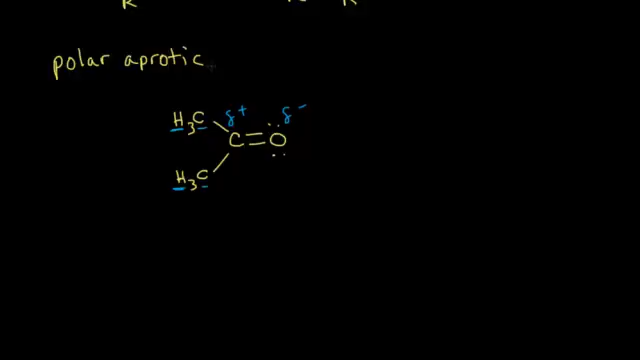 R R
polar aprotic
H₃C δ+ δ−
C=O
H₃C